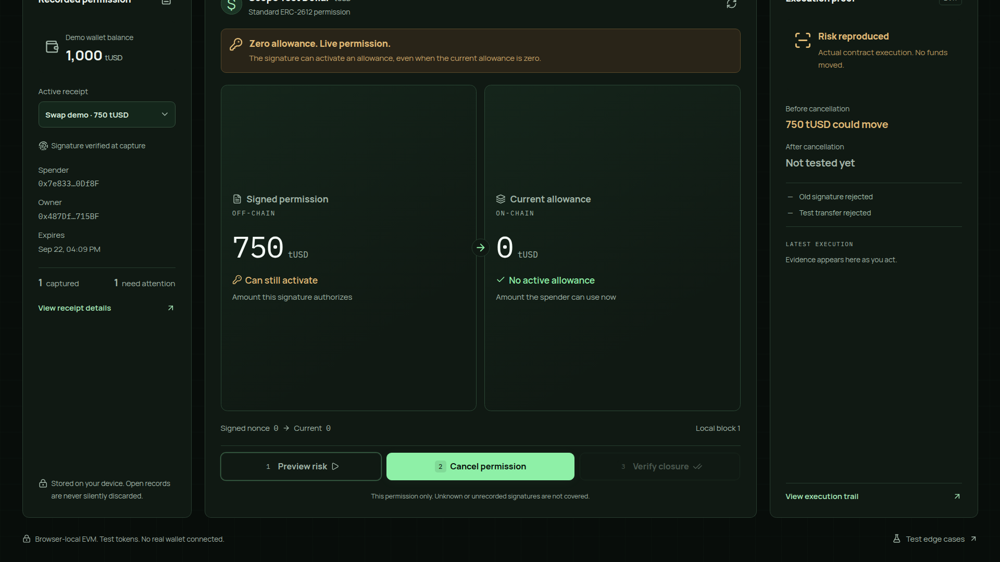 Recorded permission
Demo wallet balance
1,000 tUSD
Active receipt
Swap demo · 750 tUSD
Signature verified at capture
Spender
0x7e833…0Df8F
Owner
0x487Df…715BF
Expires
Sep 22, 04:09 PM
1 captured
1 need attention
View receipt details
Stored on your device. Open records
are never silently discarded.
Standard ERC-2612 permission
Zero allowance. Live permission.
The signature can activate an allowance, even when the current allowance is zero.
Signed permission
OFF-CHAIN
750 tUSD
Can still activate
Amount this signature authorizes
Current allowance
ON-CHAIN
0 tUSD
No active allowance
Amount the spender can use now
Signed nonce 0 → Current 0
Local block 1
1 Preview risk
2 Cancel permission
3 Verify closure
This permission only. Unknown or unrecorded signatures are not covered.
Execution proof
Risk reproduced
Actual contract execution. No funds
moved.
Before cancellation
750 tUSD could move
After cancellation
Not tested yet
— Old signature rejected
— Test transfer rejected
LATEST EXECUTION
Evidence appears here as you act.
View execution trail
Browser-local EVM. Test tokens. No real wallet connected.
Test edge cases